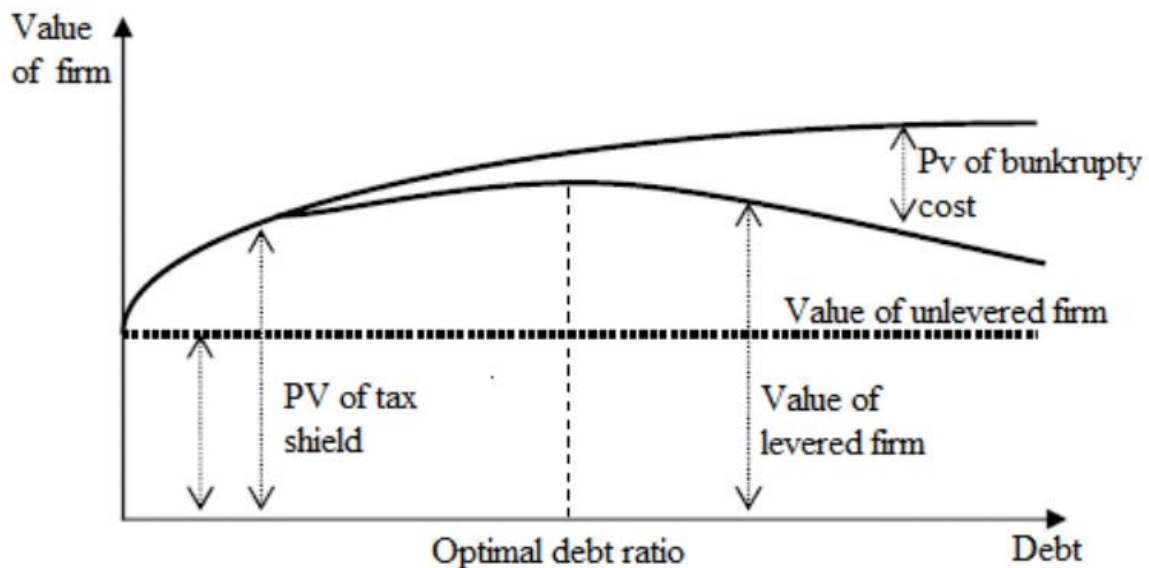 Value
of firm
Pv of bunkrupty
cost
Value of unlevered firm
PV of tax
shield
Value of
levered firm
Optimal debt ratio
Debt